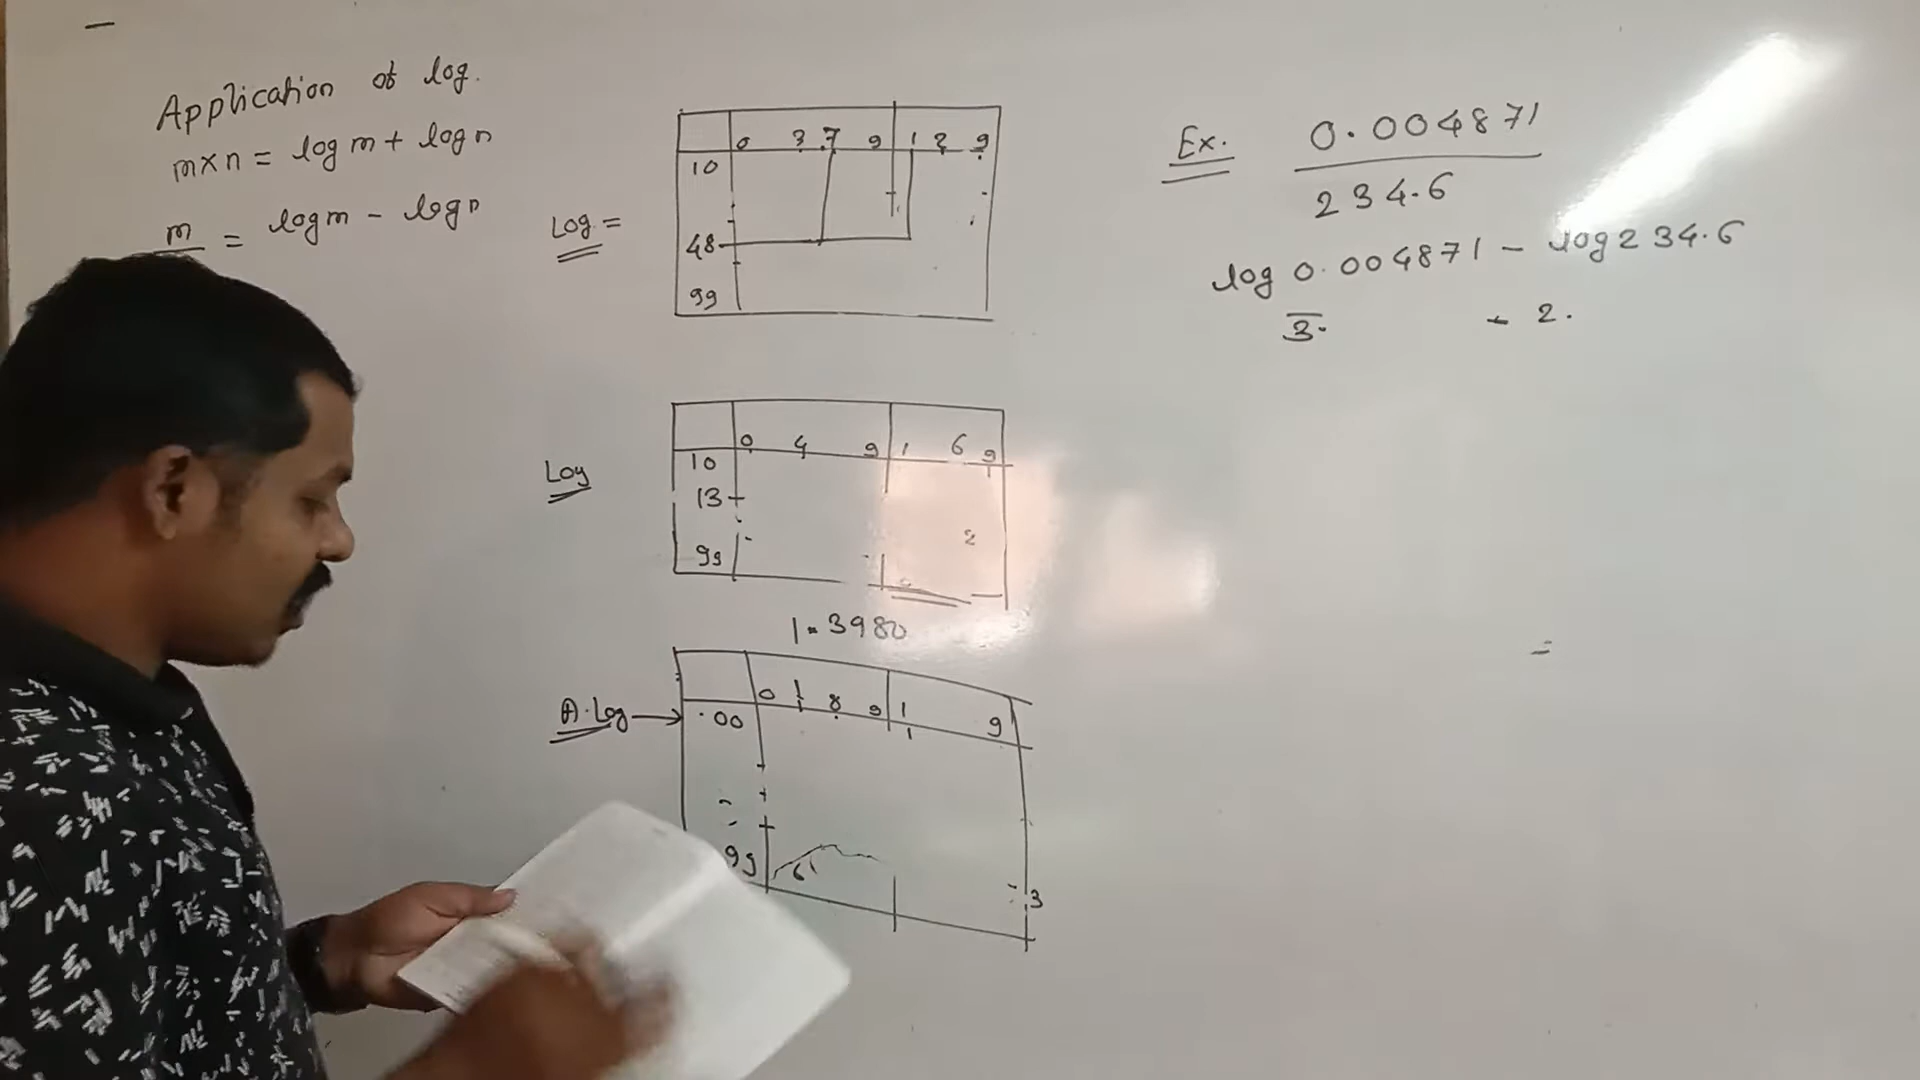 Application of log.
m×n = log m + log n
m/ = log m - log n
Log =
0 3 7 9 1 2 9
10
48
99
Log
0 4 9 1 6 9
10
13
2
99
1.3980
A.Log →
0 1 8 9 1 9
.00
99
3
Ex. 0.004871
234.6
log 0.004871 - log 234.6
3̅. - 2.
=